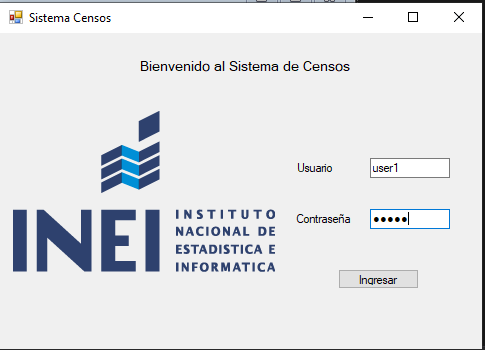 Sistema Censos
Bienvenido al Sistema de Censos
Usuario
user1
INEI
INSTITUTO
NACIONAL DE
ESTADISTICA E
INFORMATICA
Contraseña
●●●●●
Ingresar